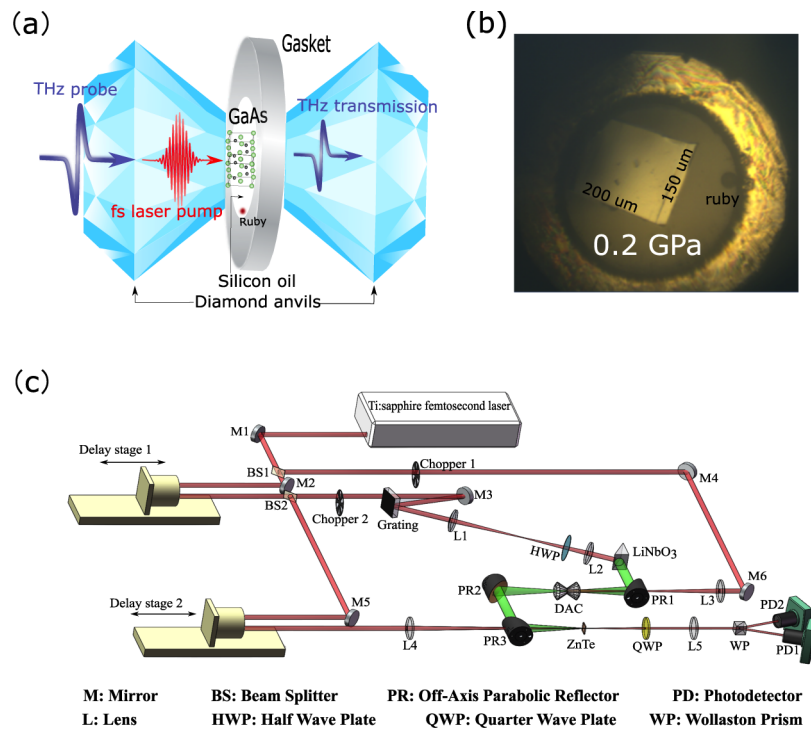 (a)
Gasket
THz probe
GaAs
THz transmission
fs laser pump
Ruby
Silicon oil
Diamond anvils
(b)
200 um
150 um
ruby
0.2 GPa
(c)
Ti:sapphire femtosecond laser
M1
Delay stage 1
BS1
Chopper 1
M2
M4
BS2
M3
Chopper 2
Grating
L1
HWP
L2
LiNbO3
M6
PR2
DAC
PR1
L3
Delay stage 2
M5
PD2
L4
PR3
ZnTe
QWP
L5
WP
PD1
M: Mirror BS: Beam Splitter PR: Off-Axis Parabolic Reflector PD: Photodetector
L: Lens HWP: Half Wave Plate QWP: Quarter Wave Plate WP: Wollaston Prism